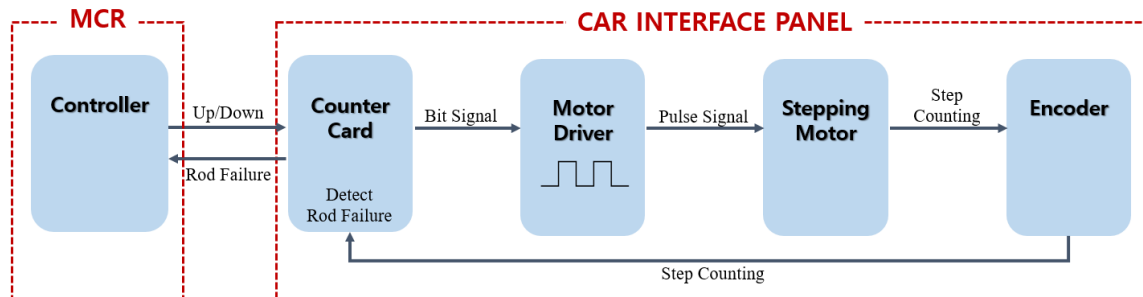 MCR
CAR INTERFACE PANEL
Controller
Up/Down
Rod Failure
Counter
Card
Detect
Rod Failure
Bit Signal
Motor
Driver
Pulse Signal
Stepping
Motor
Step
Counting
Encoder
Step Counting